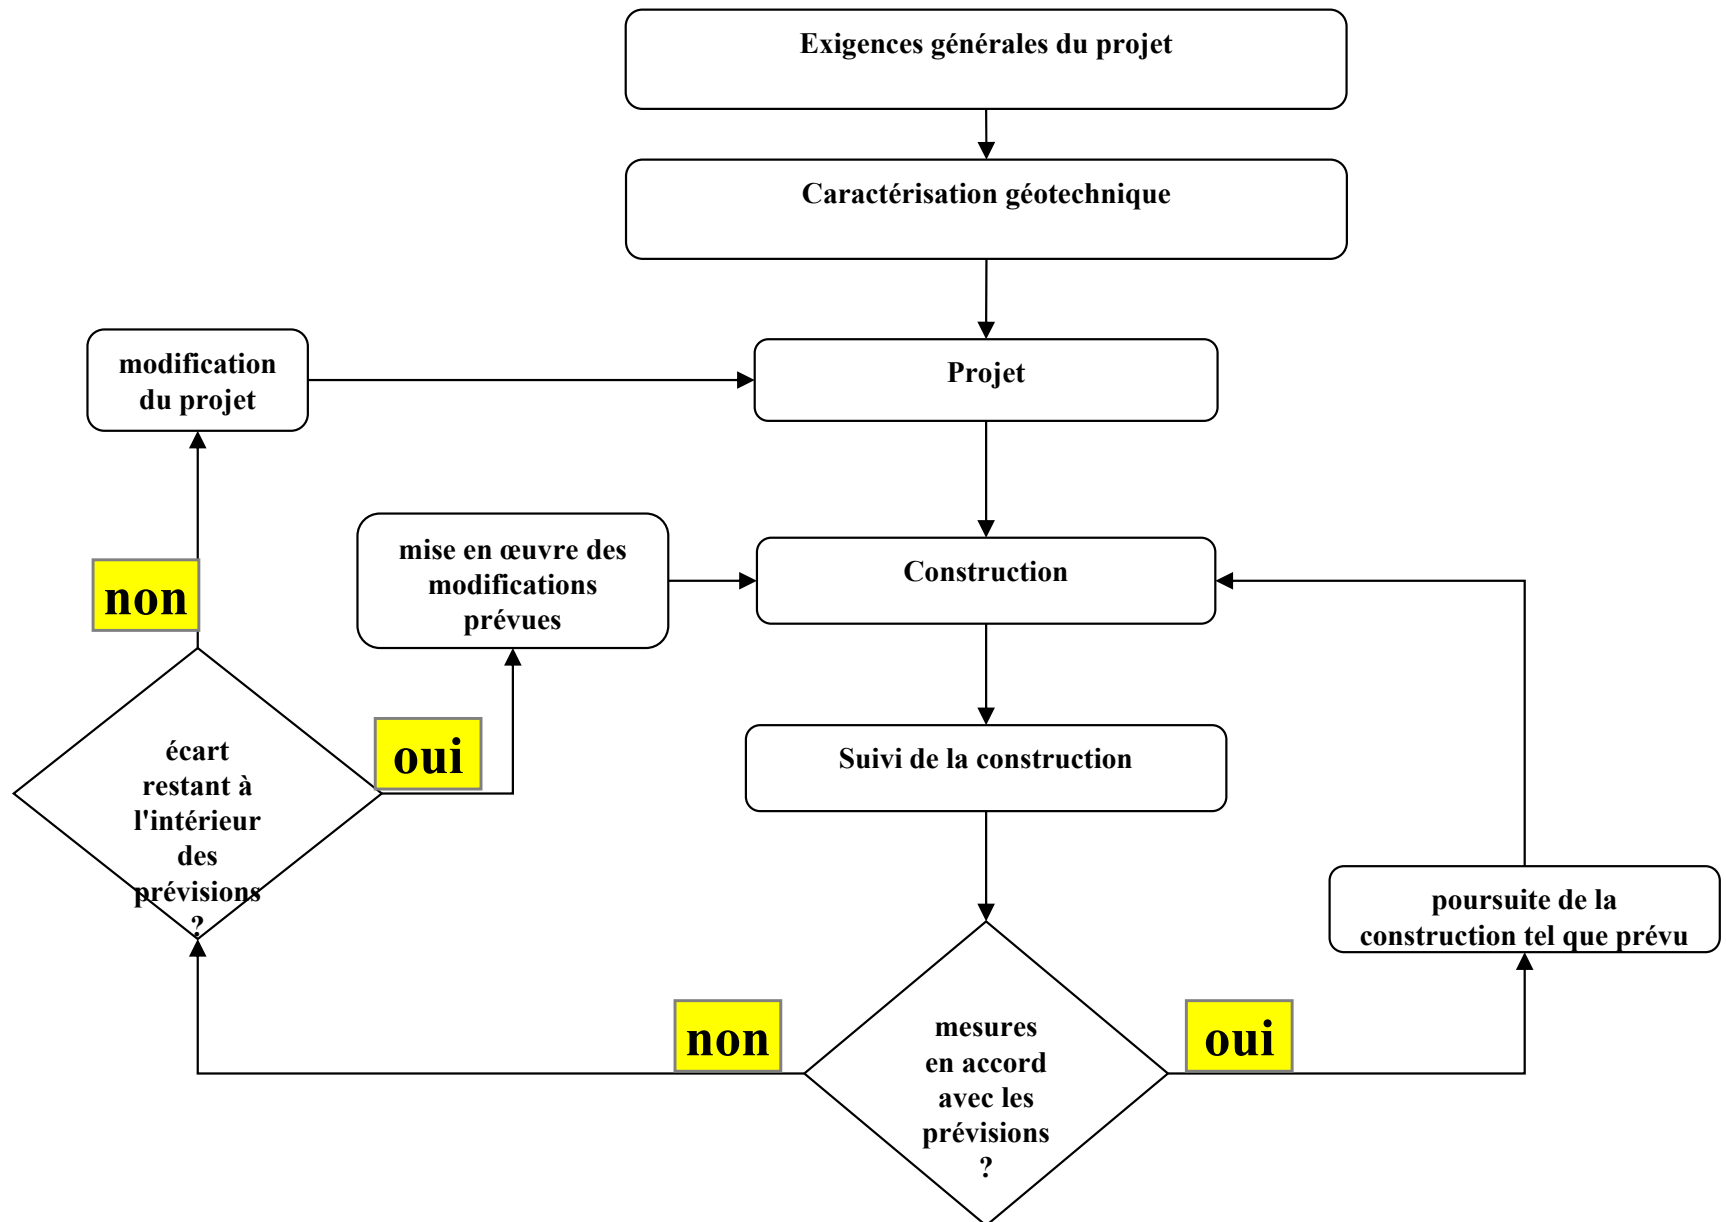 Exigences générales du projet
Caractérisation géotechnique
modification
du projet
Projet
mise en œuvre des
modifications
prévues
Construction
non
oui
écart
restant à
l'intérieur
des
prévisions
?
Suivi de la construction
poursuite de la
construction tel que prévu
non
mesures
en accord
avec les
prévisions
?
oui